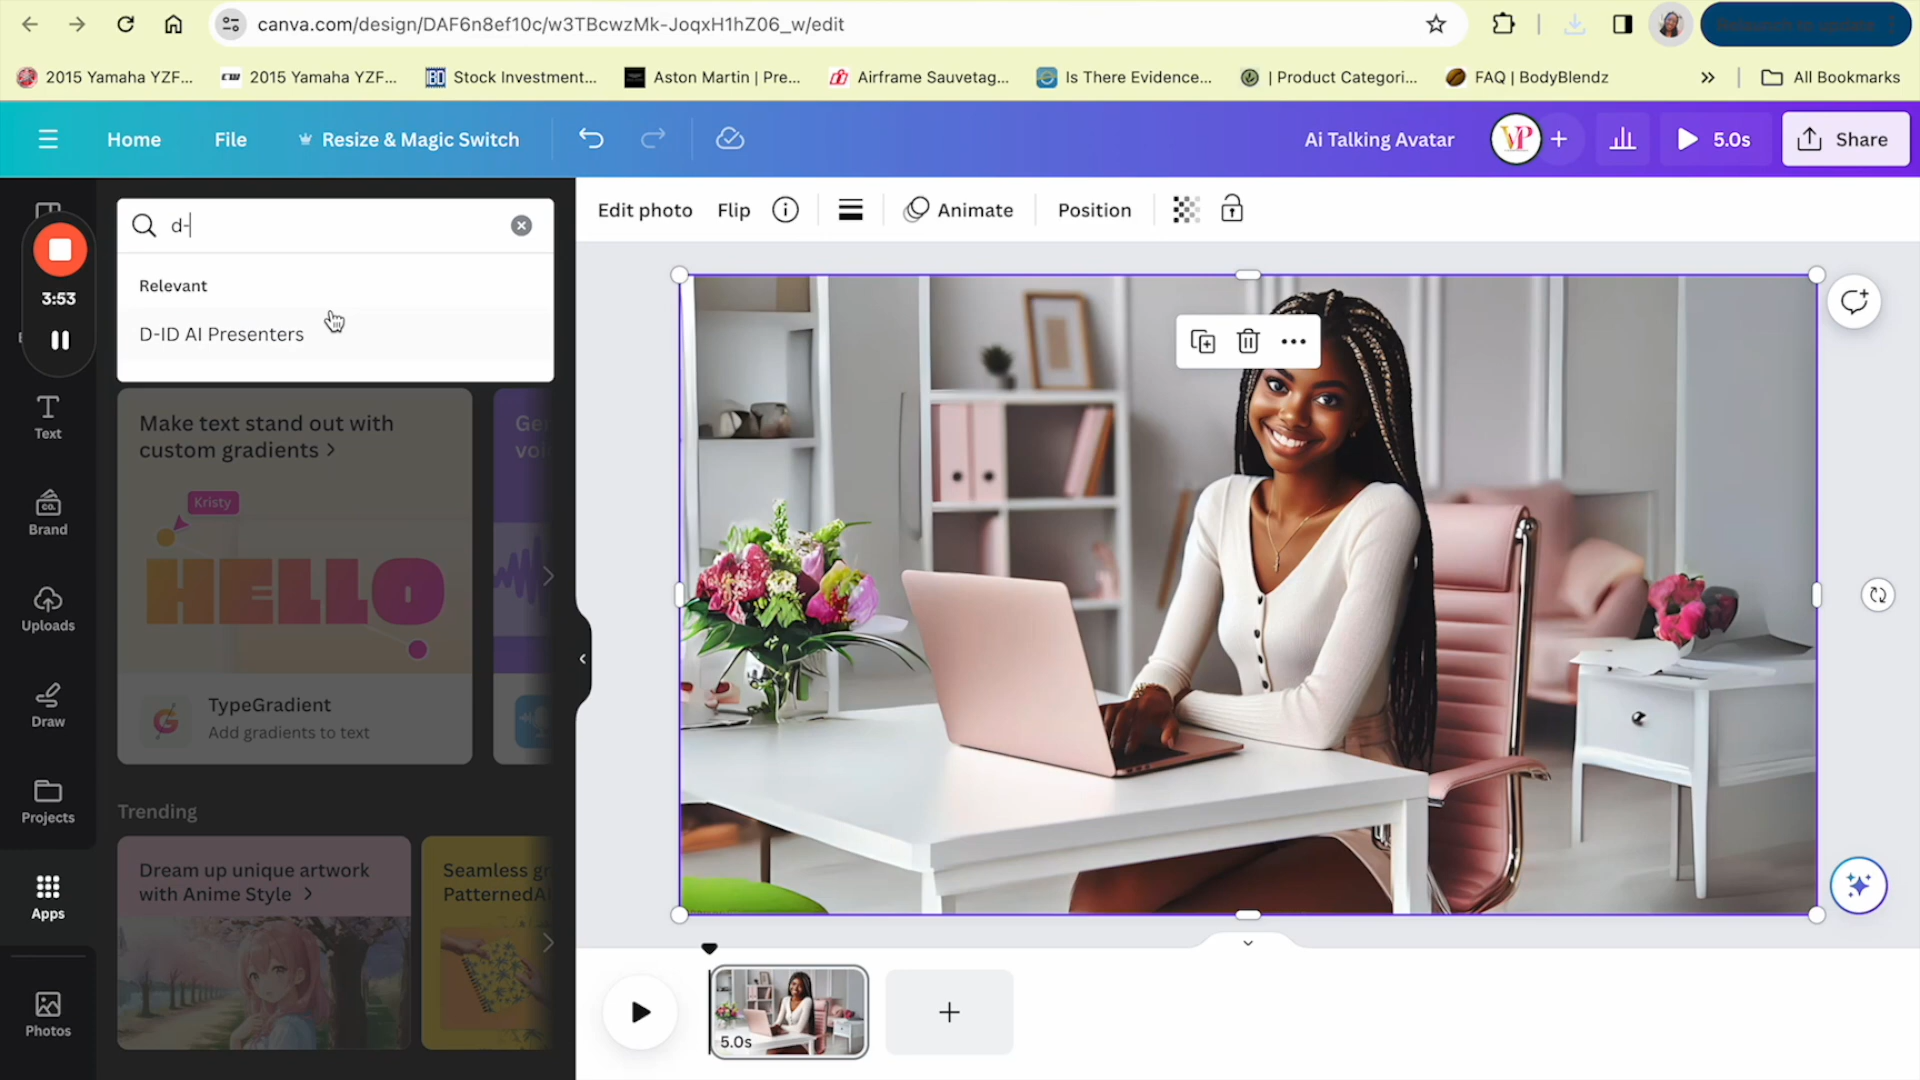 canva.com/design/DAF6n8ef10c/w3TBcwzMk-JoqxH1hZ06_w/edit
2015 Yamaha YZF...
2015 Yamaha YZF...
Stock Investment...
Aston Martin | Pre...
Airframe Sauvetag...
Is There Evidence...
| Product Categori...
FAQ | BodyBlendz
All Bookmarks
Home
File
Resize & Magic Switch
Ai Talking Avatar
VP
5.0s
Share
d-
Edit photo
Flip
Animate
Position
Relevant
D-ID AI Presenters
3:53
Text
Brand
Uploads
Draw
Projects
Apps
Photos
Make text stand out with
custom gradients >
Kristy
HELLO
TypeGradient
Add gradients to text
Trending
Dream up unique artwork
with Anime Style >
Seamless gr
PatternedAi
5.0s